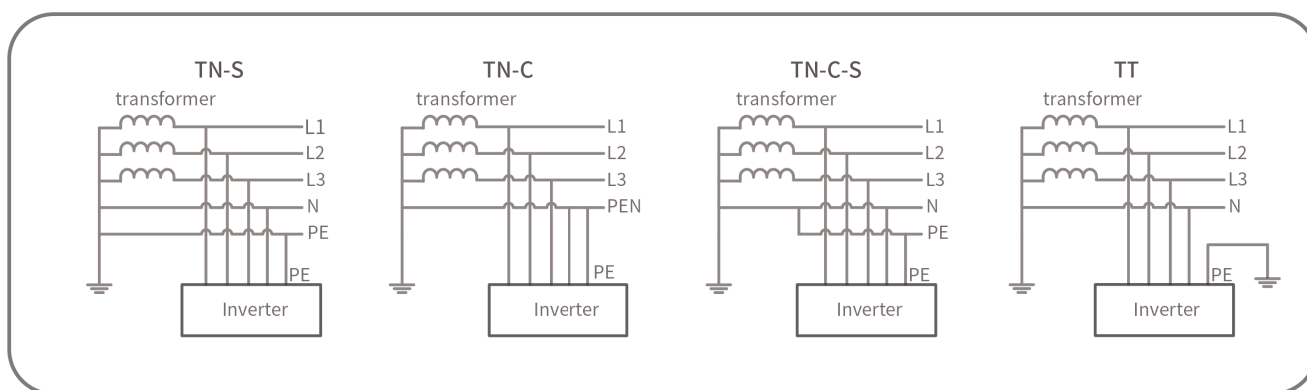 TN-S
transformer
L1
L2
L3
N
PE
PE
Inverter
TN-C
transformer
L1
L2
L3
PEN
PE
Inverter
TN-C-S
transformer
L1
L2
L3
N
PE
PE
Inverter
TT
transformer
L1
L2
L3
N
PE
Inverter